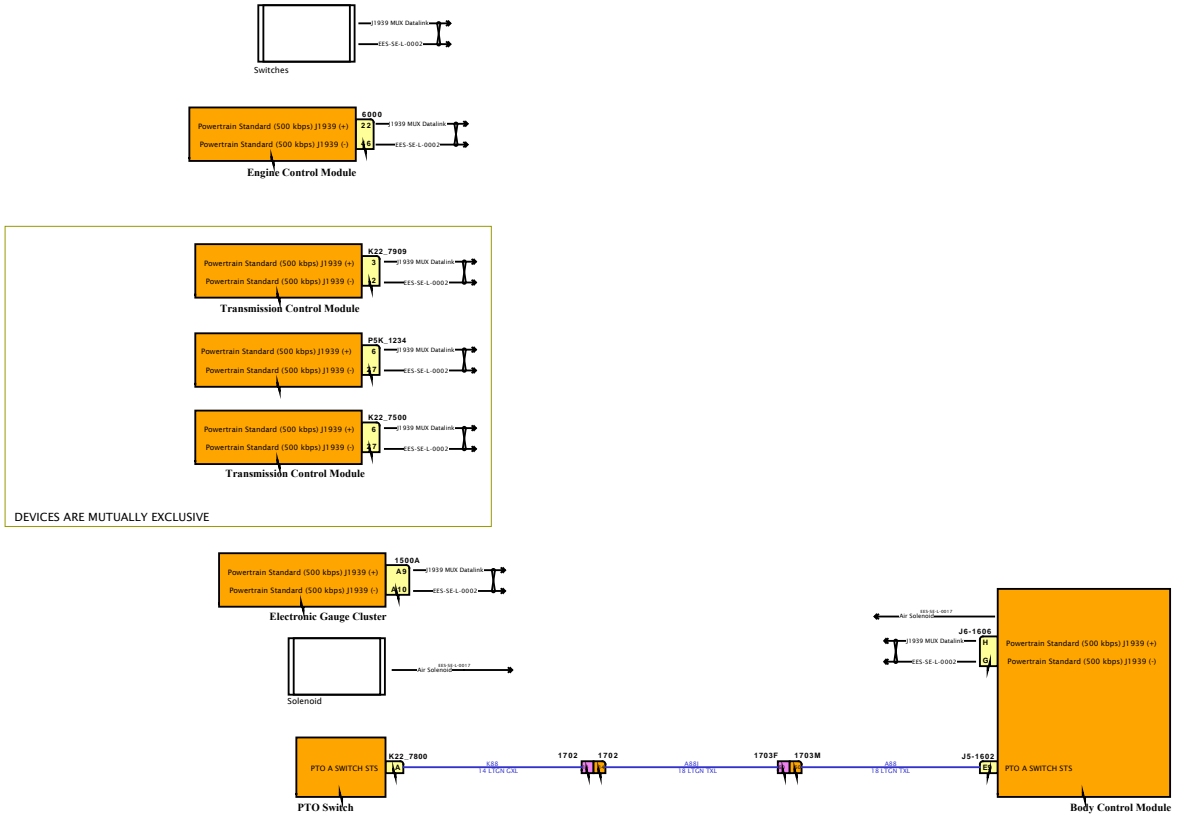 J1939 MUX Datalink
EES-SE-L-0002
Switches
6000
Powertrain Standard (500 kbps) J1939 (+)
22
J1939 MUX Datalink
Powertrain Standard (500 kbps) J1939 (-)
EES-SE-L-0002
Engine Control Module
K22_7909
Powertrain Standard (500 kbps) J1939 (+)
3
J1939 MUX Datalink
Powertrain Standard (500 kbps) J1939 (-)
EES-SE-L-0002
Transmission Control Module
P5K_1234
Powertrain Standard (500 kbps) J1939 (+)
6
J1939 MUX Datalink
Powertrain Standard (500 kbps) J1939 (-)
27
EES-SE-L-0002
K22_7500
Powertrain Standard (500 kbps) J1939 (+)
6
J1939 MUX Datalink
Powertrain Standard (500 kbps) J1939 (-)
27
EES-SE-L-0002
Transmission Control Module
DEVICES ARE MUTUALLY EXCLUSIVE
1500A
Powertrain Standard (500 kbps) J1939 (+)
A9
J1939 MUX Datalink
Powertrain Standard (500 kbps) J1939 (-)
A10
EES-SE-L-0002
Electronic Gauge Cluster
EES-SE-L-0017
Air Solenoid
J6-1606
J1939 MUX Datalink
H
Powertrain Standard (500 kbps) J1939 (+)
EES-SE-L-0002
G
Powertrain Standard (500 kbps) J1939 (-)
EES-SE-L-0017
Air Solenoid
Solenoid
K22_7800
1702
1702
1703F
1703M
J5-1602
PTO A SWITCH STS
A
K88
14 LTGN GXL
A88J
18 LTGN TXL
A88
18 LTGN TXL
PTO A SWITCH STS
PTO Switch
Body Control Module